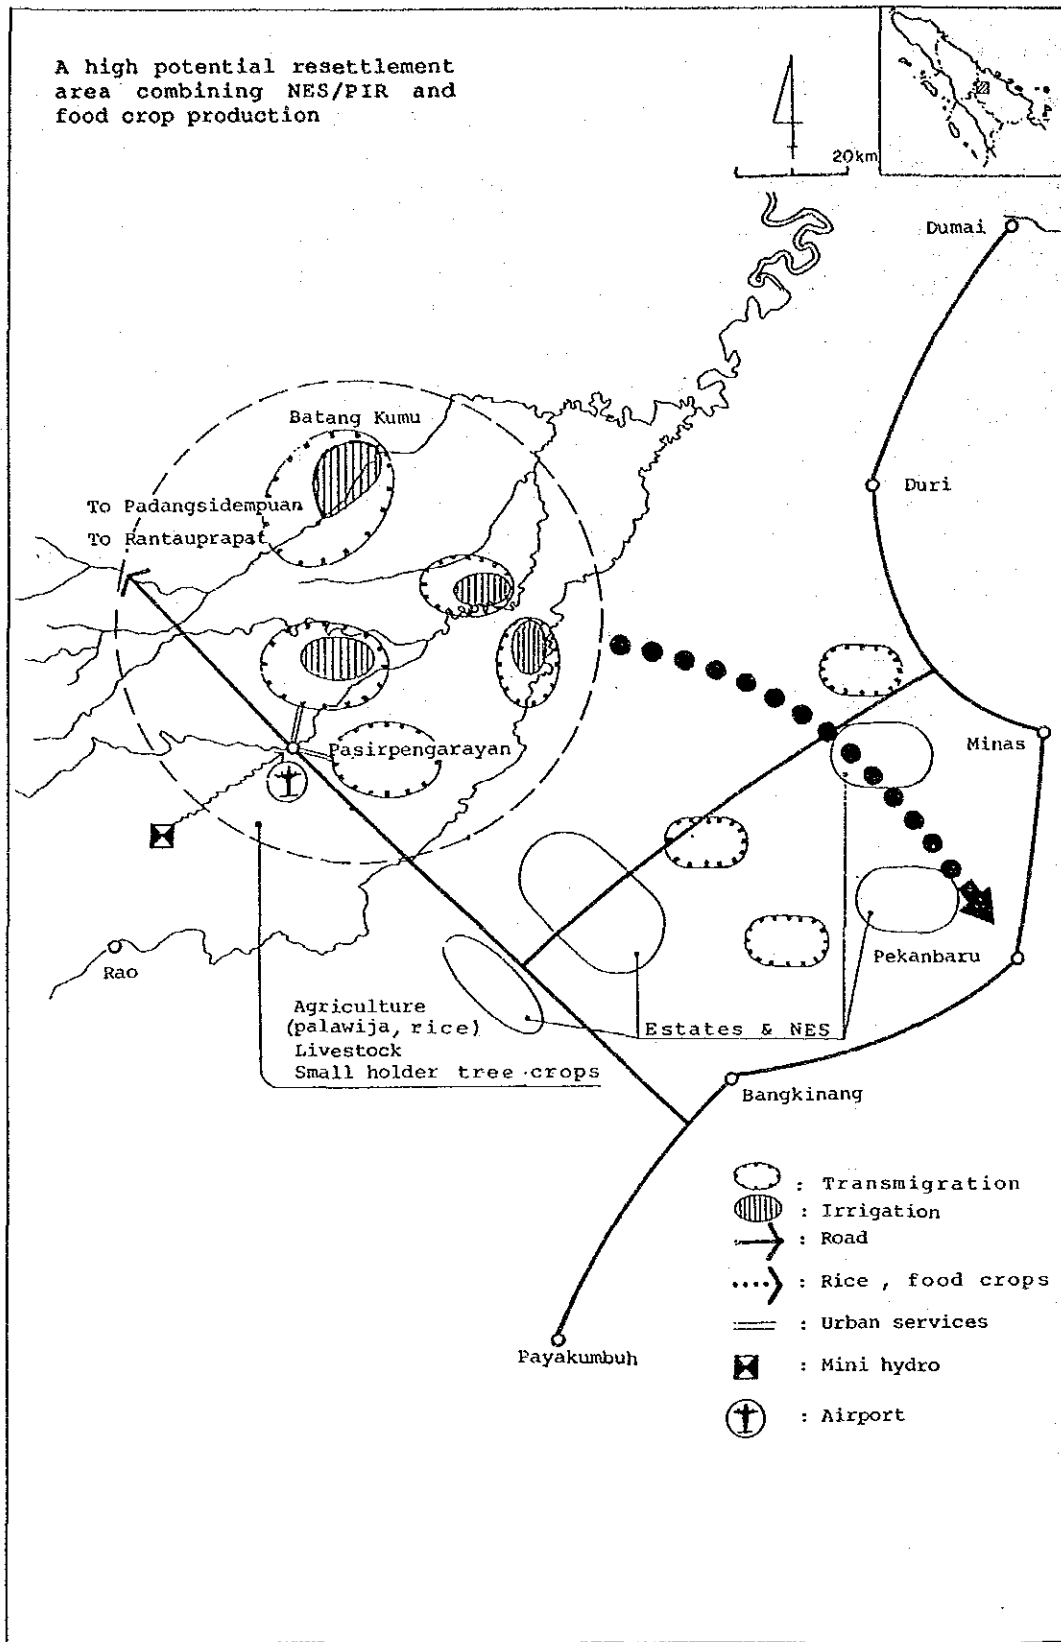 A high potential resettlement
area combining NES/PIR and
food crop production
20km
Dumai
Batang Kumu
Duri
To Padangsidempuan
To Rantauprapat
Pasirpengarayan
Minas
Rao
Pekanbaru
Agriculture
(palawija, rice)
Livestock
Small holder tree crops
Estates & NES
Bangkinang
Payakumbuh
: Transmigration
: Irrigation
: Road
: Rice , food crops
: Urban services
: Mini hydro
: Airport